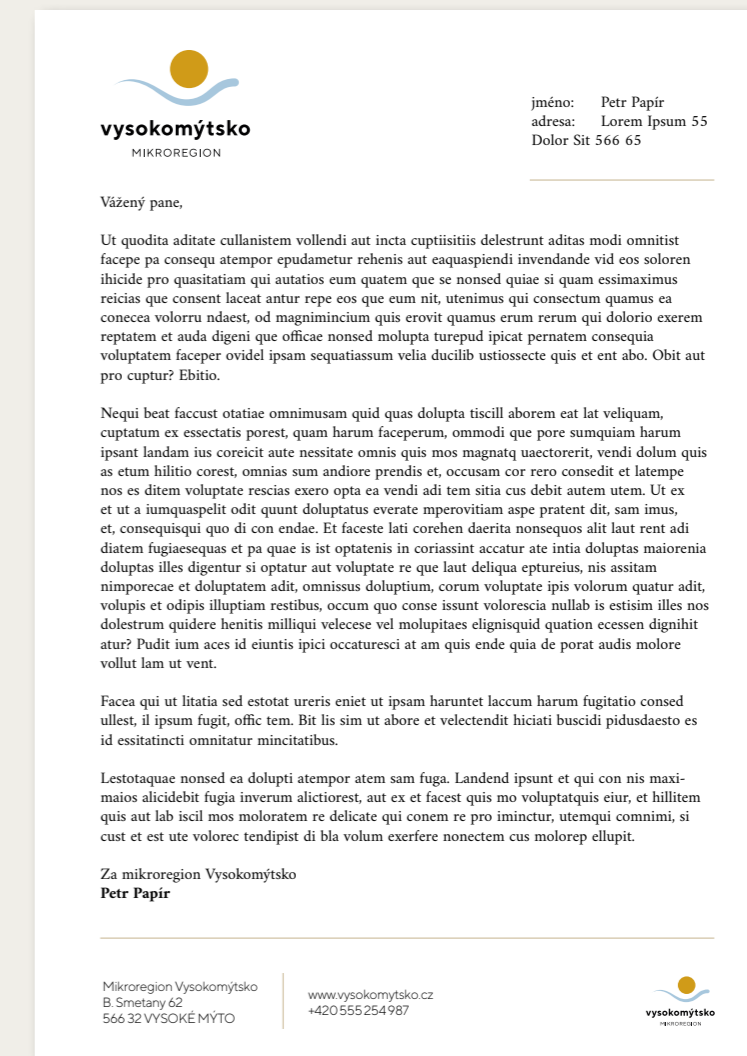 vysokomýtsko
MIKROREGION
jméno: Petr Papír
adresa: Lorem Ipsum 55
Dolor Sit 566 65
Vážený pane,
Ut quodita aditate cullanistem vollendi aut incta cuptiisitiis delestrunt aditas modi omnitist
facepe pa consequ atempor epudametur rehenis aut eaquaspiendi invendande vid eos soloren
ihicide pro quasitatiam qui autatios eum quatem que se nonsed quiae si quam essimaximus
reicias que consent laceat antur repe eos que eum nit, utenimus qui consectum quamus ea
conecea volorru ndaest, od magnimincium quis erovit quamus erum rerum qui dolorio exerem
reptatem et auda digeni que officae nonsed molupta turepud ipicat pernatem consequia
voluptatem faceper ovidel ipsam sequatiassum velia ducilib ustiossecte quis et ent abo. Obit aut
pro cuptur? Ebitio.
Nequi beat faccust otatiae omnimusam quid quas dolupta tiscill aborem eat lat veliquam,
cuptatum ex essectatis porest, quam harum faceperum, ommodi que pore sumquiam harum
ipsant landam ius coreicit aute nessitate omnis quis mos magnatq uaectorerit, vendi dolum quis
as etum hilitio corest, omnias sum andiore prendis et, occusam cor rero consedit et latempe
nos es ditem voluptate rescias exero opta ea vendi adi tem sitia cus debit autem utem. Ut ex
et ut a iumquaspelit odit quunt doluptatus everate mperovitiam aspe pratent dit, sam imus,
et, consequisqui quo di con endae. Et faceste lati corehen daerita nonsequos alit laut rent adi
diatem fugiaesequas et pa quae is ist optatenis in coriassint accatur ate intia doluptas maiorenia
doluptas illes digentur si optatur aut voluptate re que laut deliqua eptureius, nis assitam
nimporecae et doluptatem adit, omnissus doluptium, corum voluptate ipis volorum quatur adit,
volupis et odipis illuptiam restibus, occum quo conse issunt volorescia nullab is estisim illes nos
dolestrum quidere henitis milliqui velecese vel molupitaes elignisquid quation ecessen dignihit
atur? Pudit ium aces id eiuntis ipici occaturesci at am quis ende quia de porat audis molore
vollut lam ut vent.
Facea qui ut litatia sed estotat ureris eniet ut ipsam haruntet laccum harum fugitatio consed
ullest, il ipsum fugit, offic tem. Bit lis sim ut abore et velectendit hiciati buscidi pidusdaesto es
id essitatincti omnitatur mincitatibus.
Lestotaquae nonsed ea dolupti atempor atem sam fuga. Landend ipsunt et qui con nis maxi-
maios alicidebit fugia inverum alictiorest, aut ex et facest quis mo voluptatquis eiur, et hillitem
quis aut lab iscil mos moloratem re delicate qui conem re pro iminctur, utemqui comnimi, si
cust et est ute volorec tendipist di bla volum exerfere nonectem cus molorep ellupit.
Za mikroregion Vysokomýtsko
Petr Papír
Mikroregion Vysokomýtsko
B. Smetany 62
566 32 VYSOKÉ MÝTO
www.vysokomytsko.cz
+420 555 254 987
vysokomýtsko
MIKROREGION